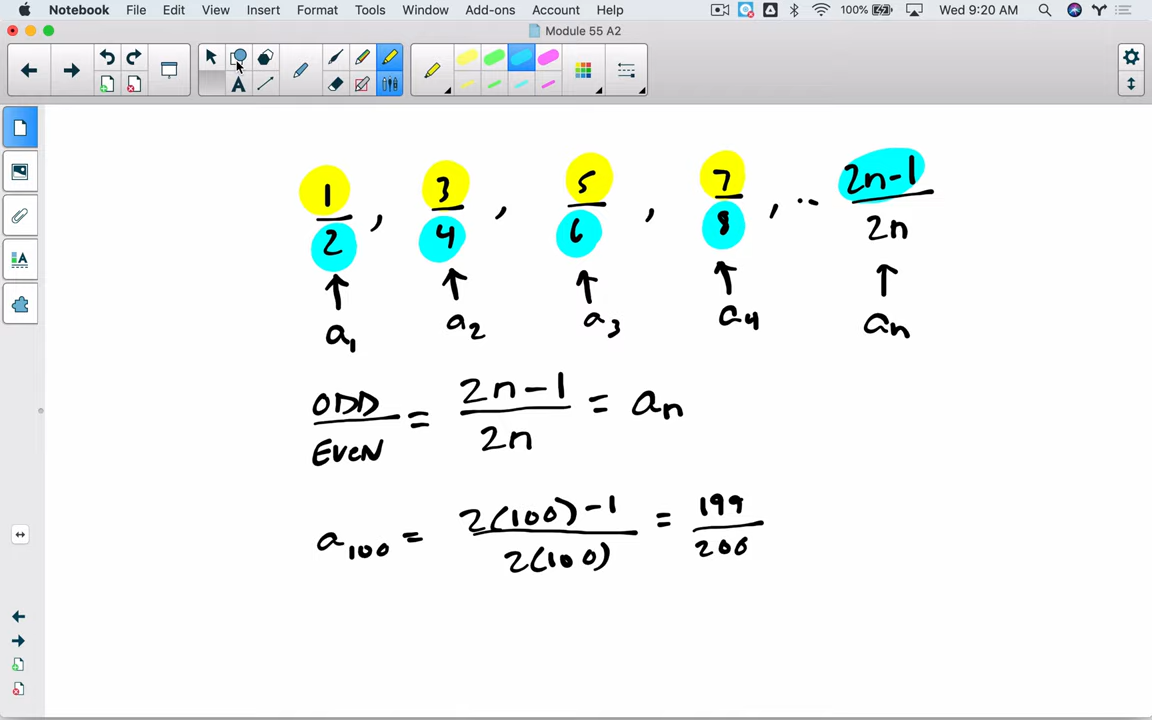 Notebook File Edit View Insert Format Tools Window Add-ons Account Help 100% Wed 9:20 AM
Module 55 A2
A
A
1/2, 3/4, 5/6, 7/8, ·· 2n-1/2n
↑ ↑ ↑ ↑ ↑
a₁ a₂ a₃ a₄ aₙ
ODD/EVEN = 2n-1/2n = aₙ
a₁₀₀ = 2(100)-1/2(100) = 199/200